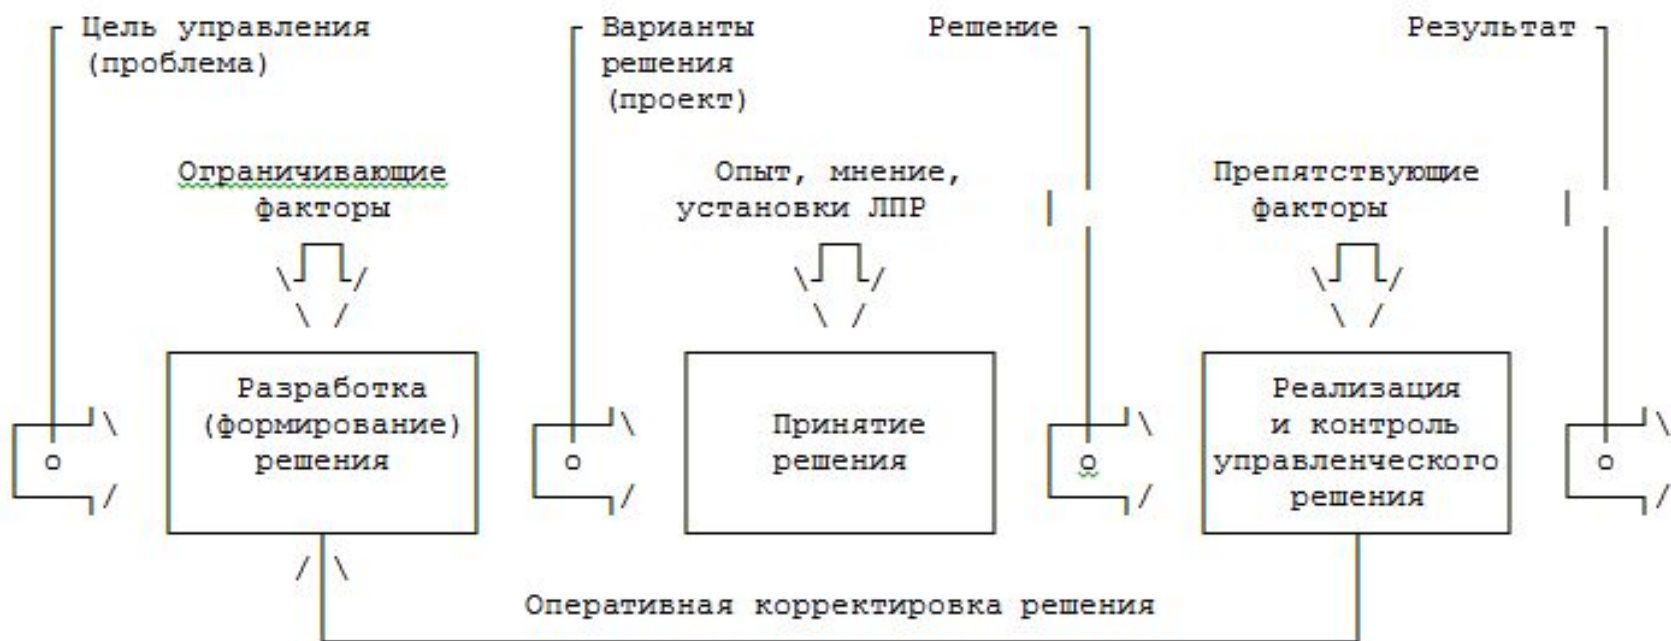 Цель управления
(проблема)
Варианты
решения
(проект)
Решение
Результат
Ограничивающие
факторы
Опыт, мнение,
установки ЛПР
Препятствующие
факторы
Разработка
(формирование)
решения
Принятие
решения
Реализация
и контроль
управленческого
решения
о
о
о
о
Оперативная корректировка решения